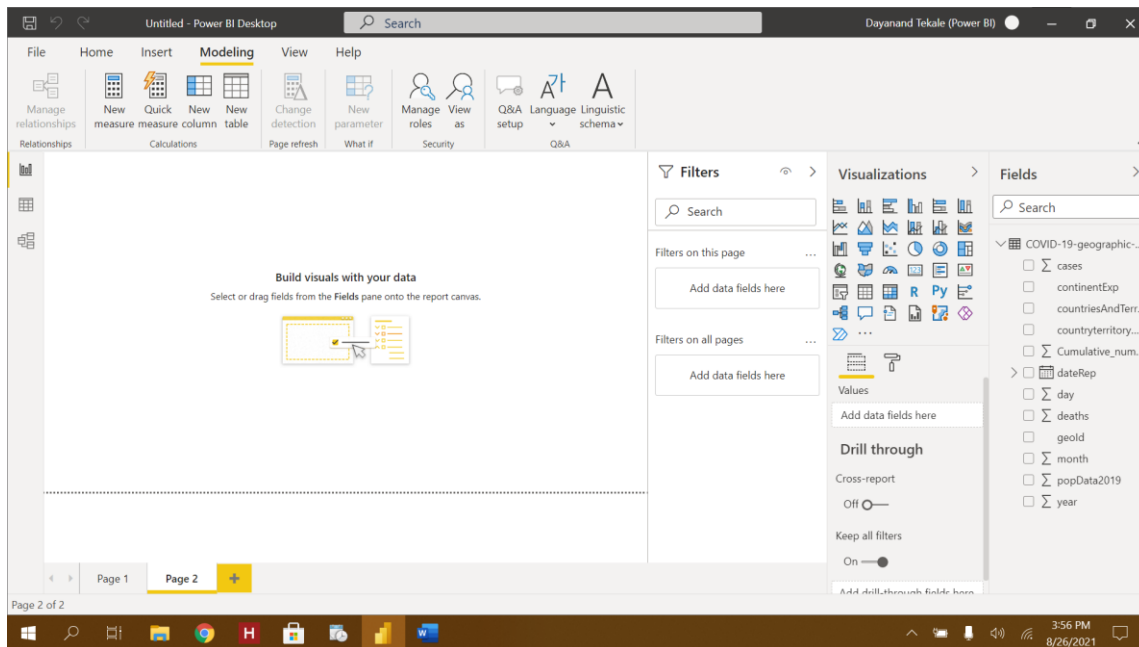 Untitled - Power BI Desktop
Search
Dayanand Tekale (Power BI)
File Home Insert Modeling View Help
Manage relationships
New measure
Quick measure
New column
New table
Change detection
New parameter
Manage roles
View as
Q&A setup
Language
Linguistic schema
Relationships
Calculations
Page refresh
What if
Security
Q&A
Build visuals with your data
Select or drag fields from the Fields pane onto the report canvas.
Filters
Search
Filters on this page
...
Add data fields here
Filters on all pages
...
Add data fields here
Visualizations
R
Py
...
Values
Add data fields here
Drill through
Cross-report
Off
Keep all filters
On
Add drill-through fields here
Fields
Search
COVID-19-geographic-...
cases
continentExp
countriesAndTerr...
countryterritory...
Cumulative_num...
dateRep
day
deaths
geoId
month
popData2019
year
Page 1
Page 2
+
Page 2 of 2
H
W
3:56 PM
8/26/2021